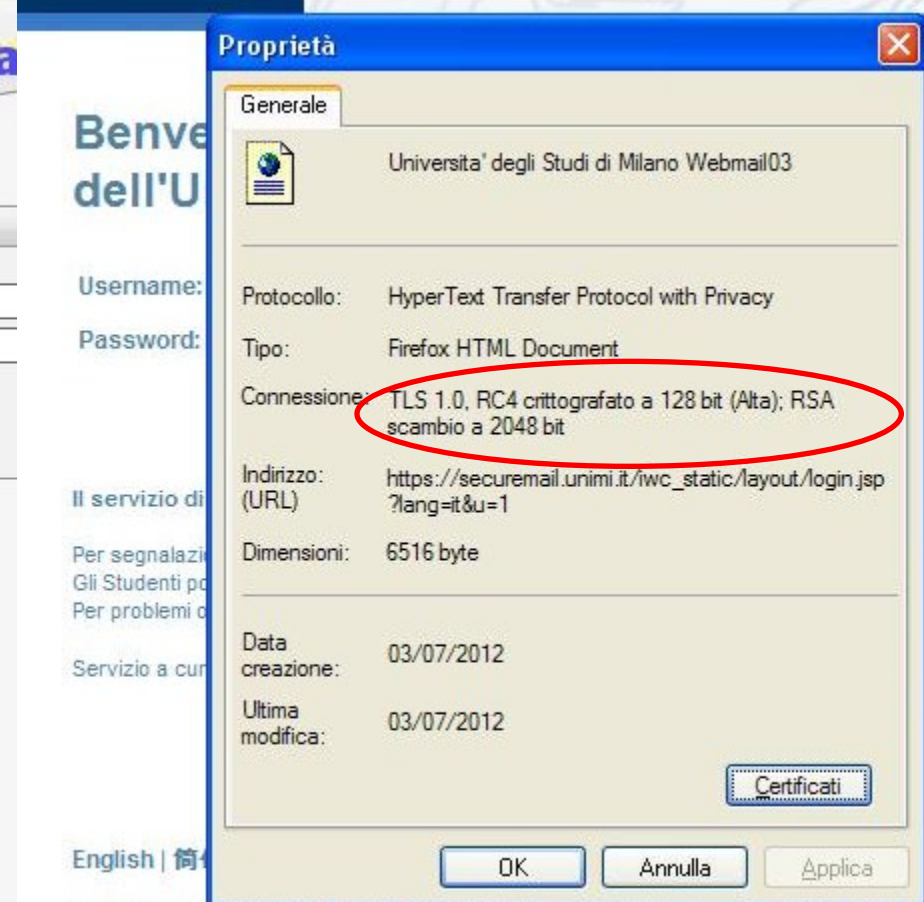 Proprietà
Generale
Universita' degli Studi di Milano Webmail03
Protocollo: HyperText Transfer Protocol with Privacy
Tipo: Firefox HTML Document
Connessione: TLS 1.0, RC4 crittografato a 128 bit (Alta); RSA
scambio a 2048 bit
Indirizzo:
(URL)
https://securemail.unimi.it/iwc_static/layout/login.jsp
?lang=it&u=1
Dimensioni: 6516 byte
Data
creazione:
03/07/2012
Ultima
modifica:
03/07/2012
Certificati
OK Annulla Applica
Benve
dell'U
Username:
Password:
Il servizio di
Per segnalazi
Gli Studenti po
Per problemi o
Servizio a cur
English | 简